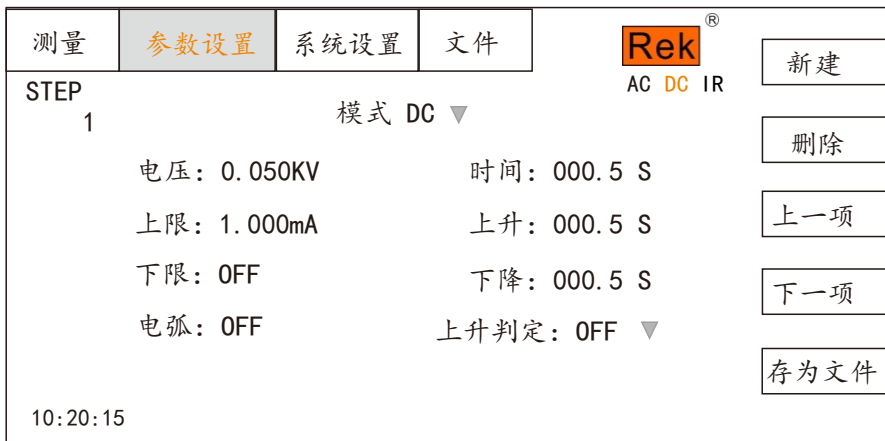 测量 参数设置 系统设置 文件 Rek ®
AC DC IR
STEP
1
模式 DC ▼
电压: 0.050KV 时间: 000.5 S
上限: 1.000mA 上升: 000.5 S
下限: OFF 下降: 000.5 S
电弧: OFF 上升判定: OFF ▼
10:20:15
新建
删除
上一项
下一项
存为文件